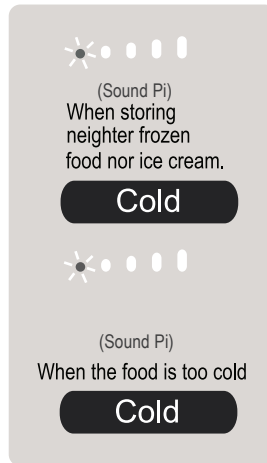 (Sound Pi)
When storing
neighter frozen
food nor ice cream.
Cold
(Sound Pi)
When the food is too cold
Cold